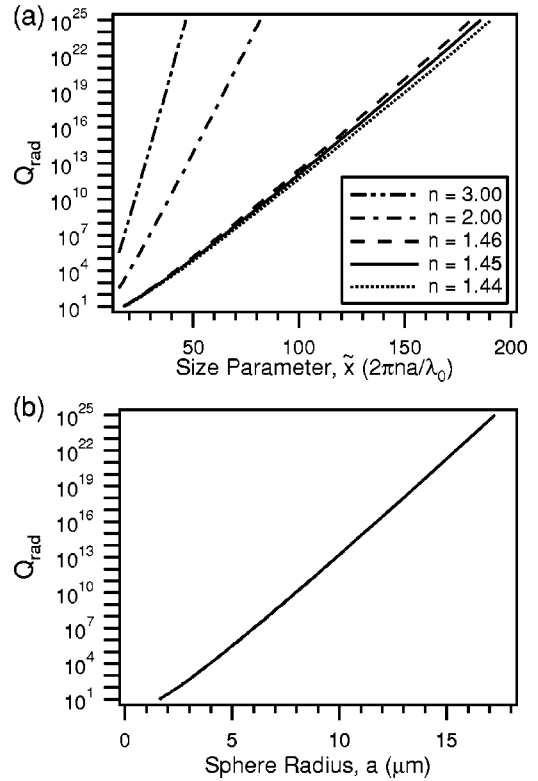 (a)
Q_rad
10^25
10^22
10^19
10^16
10^13
10^10
10^7
10^4
10^1
n = 3.00
n = 2.00
n = 1.46
n = 1.45
n = 1.44
50 100 150 200
Size Parameter, x̃ (2πna/λ₀)
(b)
Q_rad
10^25
10^22
10^19
10^16
10^13
10^10
10^7
10^4
10^1
0 5 10 15
Sphere Radius, a (μm)